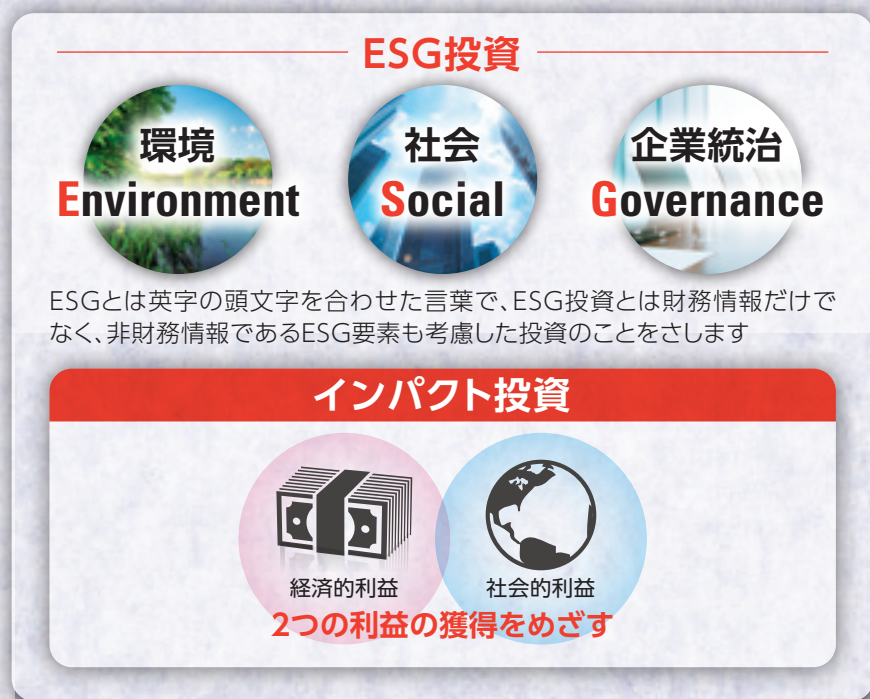 ESG投資
環境
Environment
社会
Social
企業統治
Governance
ESGとは英字の頭文字を合わせた言葉で、ESG投資とは財務情報だけで
なく、非財務情報であるESG要素も考慮した投資のことをさします
インパクト投資
経済的利益
社会的利益
2つの利益の獲得をめざす